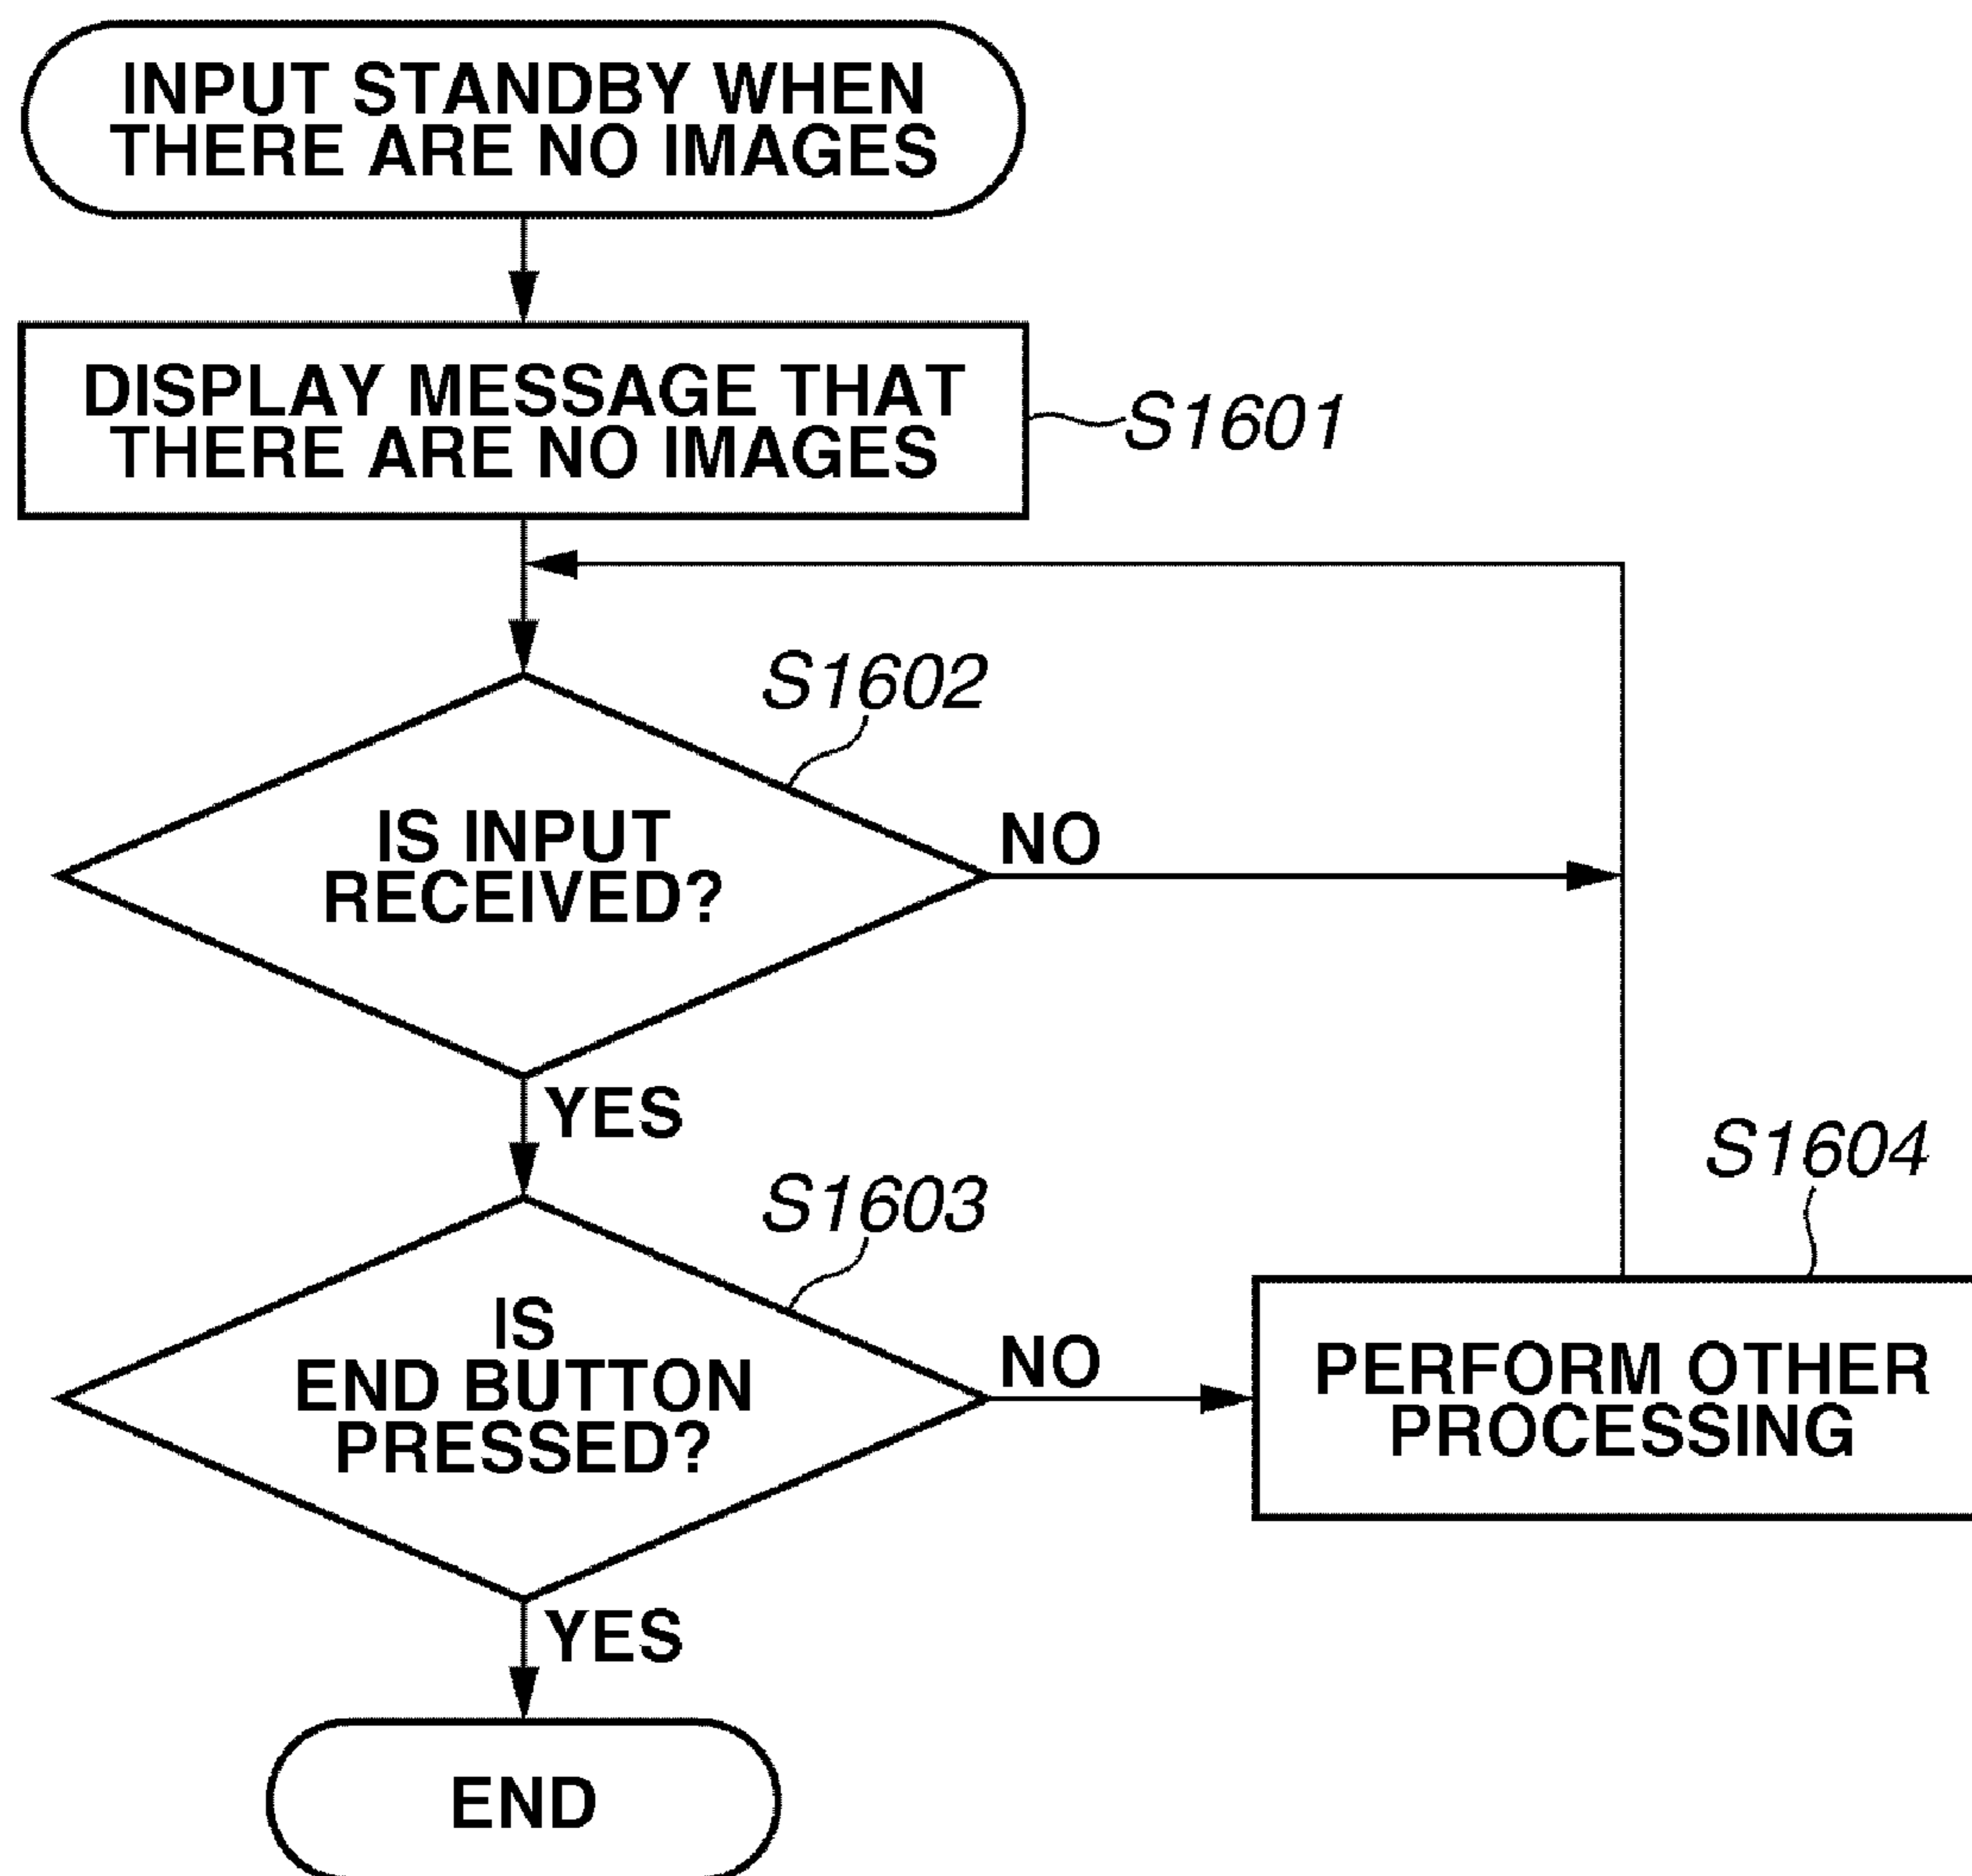 INPUT STANDBY WHEN
THERE ARE NO IMAGES
DISPLAY MESSAGE THAT
THERE ARE NO IMAGES
S1601
S1602
IS INPUT
RECEIVED?
NO
YES
S1603
S1604
IS
END BUTTON
PRESSED?
NO
PERFORM OTHER
PROCESSING
YES
END